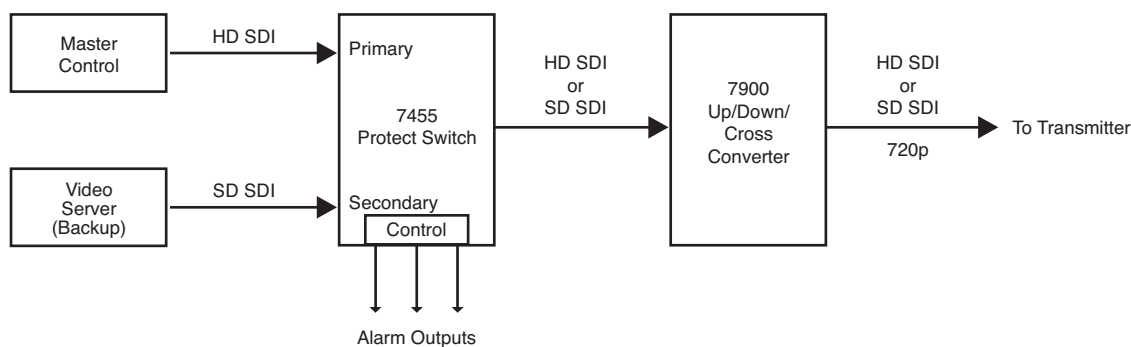 Master
Control
HD SDI
Primary
7455
Protect Switch
HD SDI
or
SD SDI
7900
Up/Down/
Cross
Converter
HD SDI
or
SD SDI
720p
To Transmitter
Video
Server
(Backup)
SD SDI
Secondary
Control
Alarm Outputs